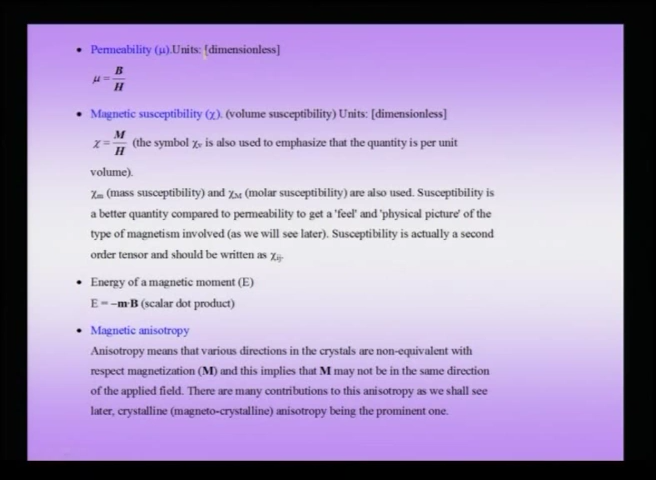 • Permeability (μ).Units: [dimensionless]
μ = B/H
• Magnetic susceptibility (χ). (volume susceptibility) Units: [dimensionless]
χ = M/H (the symbol χv is also used to emphasize that the quantity is per unit
volume).
χm (mass susceptibility) and χM (molar susceptibility) are also used. Susceptibility is
a better quantity compared to permeability to get a 'feel' and 'physical picture' of the
type of magnetism involved (as we will see later). Susceptibility is actually a second
order tensor and should be written as χij.
• Energy of a magnetic moment (E)
E = −m·B (scalar dot product)
• Magnetic anisotropy
Anisotropy means that various directions in the crystals are non-equivalent with
respect magnetization (M) and this implies that M may not be in the same direction
of the applied field. There are many contributions to this anisotropy as we shall see
later, crystalline (magneto-crystalline) anisotropy being the prominent one.